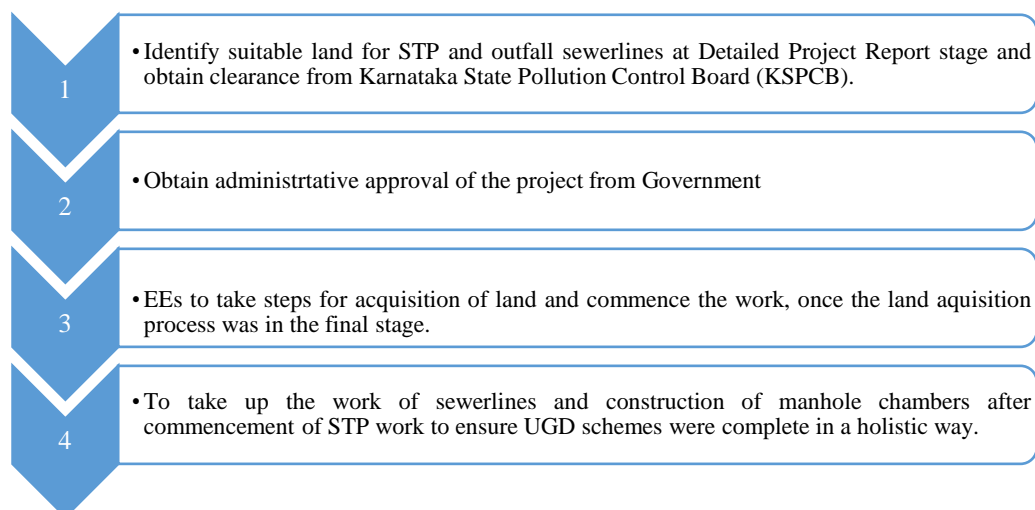 1
• Identify suitable land for STP and outfall sewerlines at Detailed Project Report stage and
obtain clearance from Karnataka State Pollution Control Board (KSPCB).
2
• Obtain administrtative approval of the project from Government
3
• EEs to take steps for acquisition of land and commence the work, once the land aquisition
process was in the final stage.
4
• To take up the work of sewerlines and construction of manhole chambers after
commencement of STP work to ensure UGD schemes were complete in a holistic way.